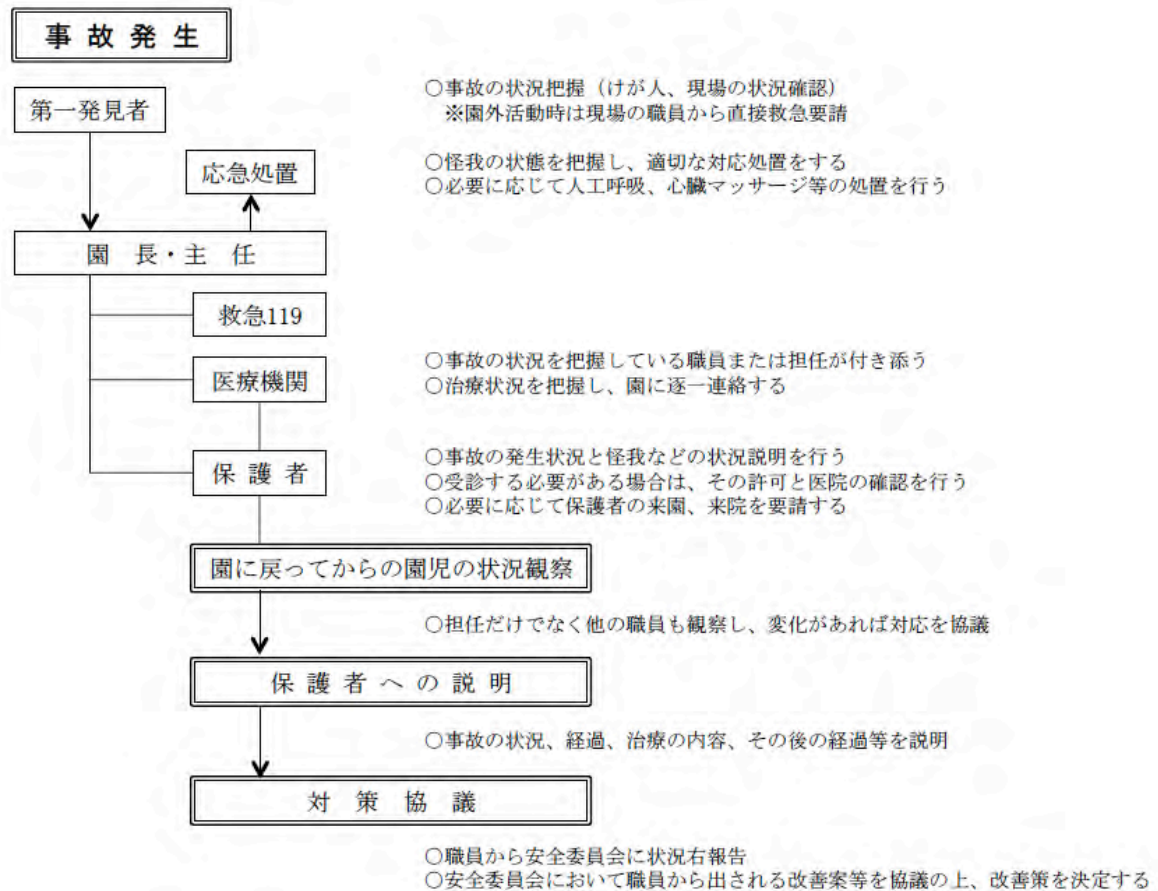 事故発生
第一発見者
○事故の状況把握（けが人、現場の状況確認）
※園外活動時は現場の職員から直接救急要請
応急処置
○怪我の状態を把握し、適切な対応処置をする
○必要に応じて人工呼吸、心臓マッサージ等の処置を行う
園長・主任
救急119
医療機関
○事故の状況を把握している職員または担任が付き添う
○治療状況を把握し、園に逐一連絡する
保護者
○事故の発生状況と怪我などの状況説明を行う
○受診する必要がある場合は、その許可と医院の確認を行う
○必要に応じて保護者の来園、来院を要請する
園に戻ってからの園児の状況観察
○担任だけでなく他の職員も観察し、変化があれば対応を協議
保護者への説明
○事故の状況、経過、治療の内容、その後の経過等を説明
対策協議
○職員から安全委員会に状況右報告
○安全委員会において職員から出される改善案等を協議の上、改善策を決定する